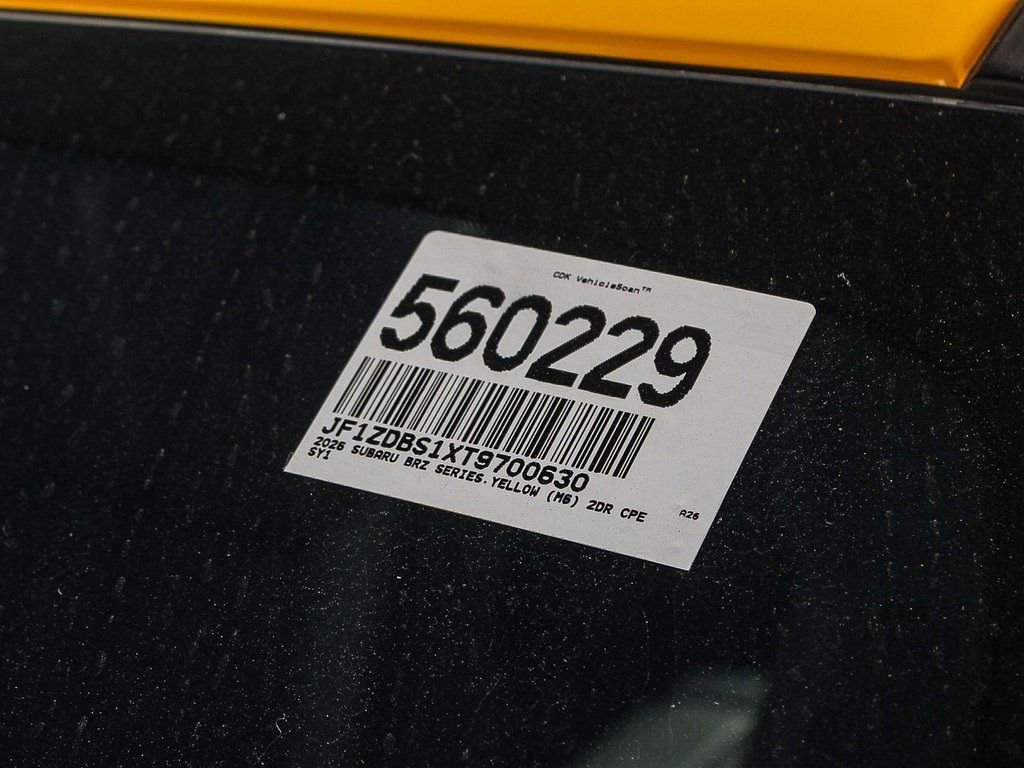 CDK VehicleScan™
560229
JF1ZDBS1XT9700630
2026 SUBARU BRZ SERIES.YELLOW (M6) 2DR CPE
SY1
A26